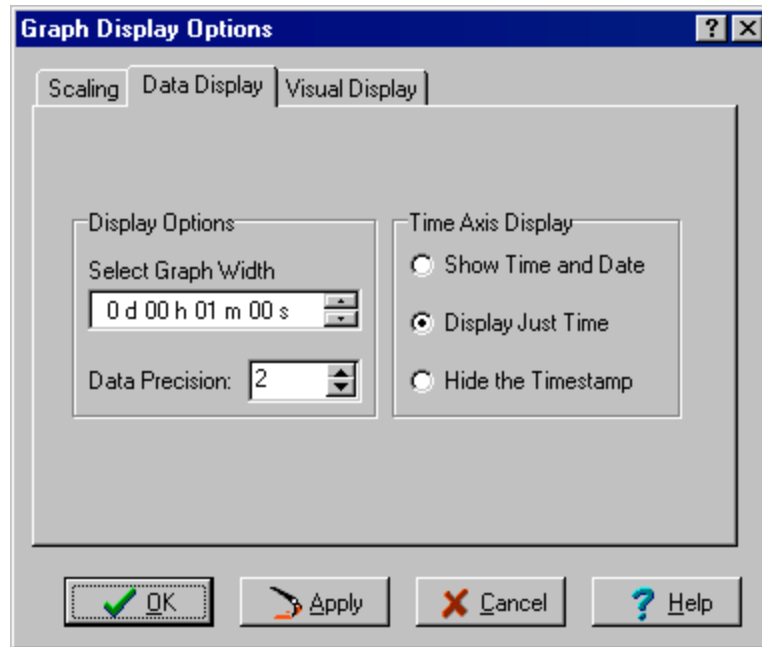 Graph Display Options
Scaling Data Display Visual Display
Display Options
Select Graph Width
0 d 00 h 01 m 00 s
Data Precision: 2
Time Axis Display
Show Time and Date
Display Just Time
Hide the Timestamp
OK Apply Cancel Help